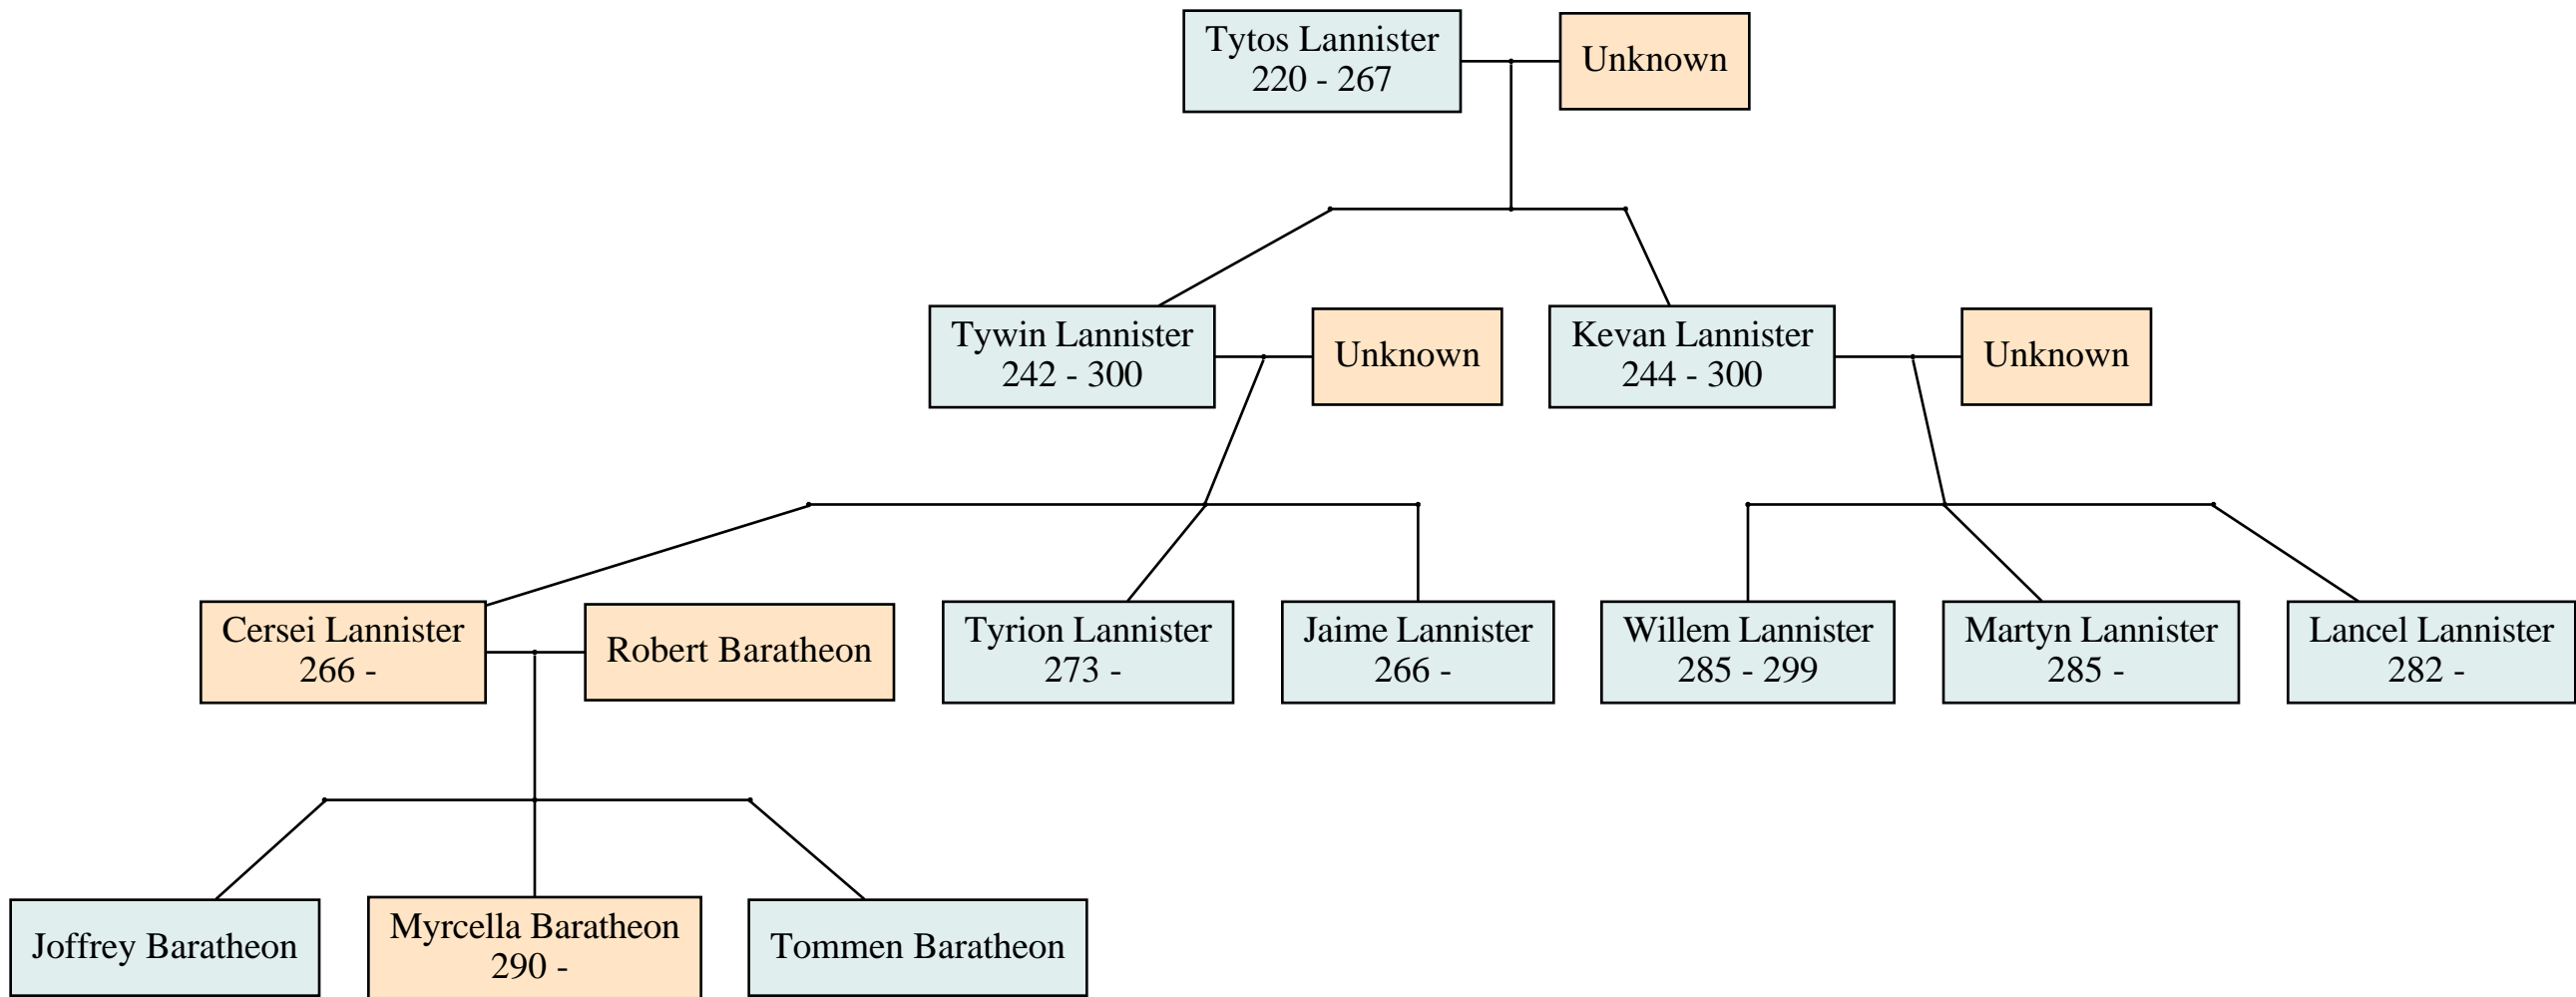 Tytos Lannister
220 - 267
Unknown
Tywin Lannister
242 - 300
Unknown
Kevan Lannister
244 - 300
Unknown
Cersei Lannister
266 -
Robert Baratheon
Tyrion Lannister
273 -
Jaime Lannister
266 -
Willem Lannister
285 - 299
Martyn Lannister
285 -
Lancel Lannister
282 -
Joffrey Baratheon
Myrcella Baratheon
290 -
Tommen Baratheon